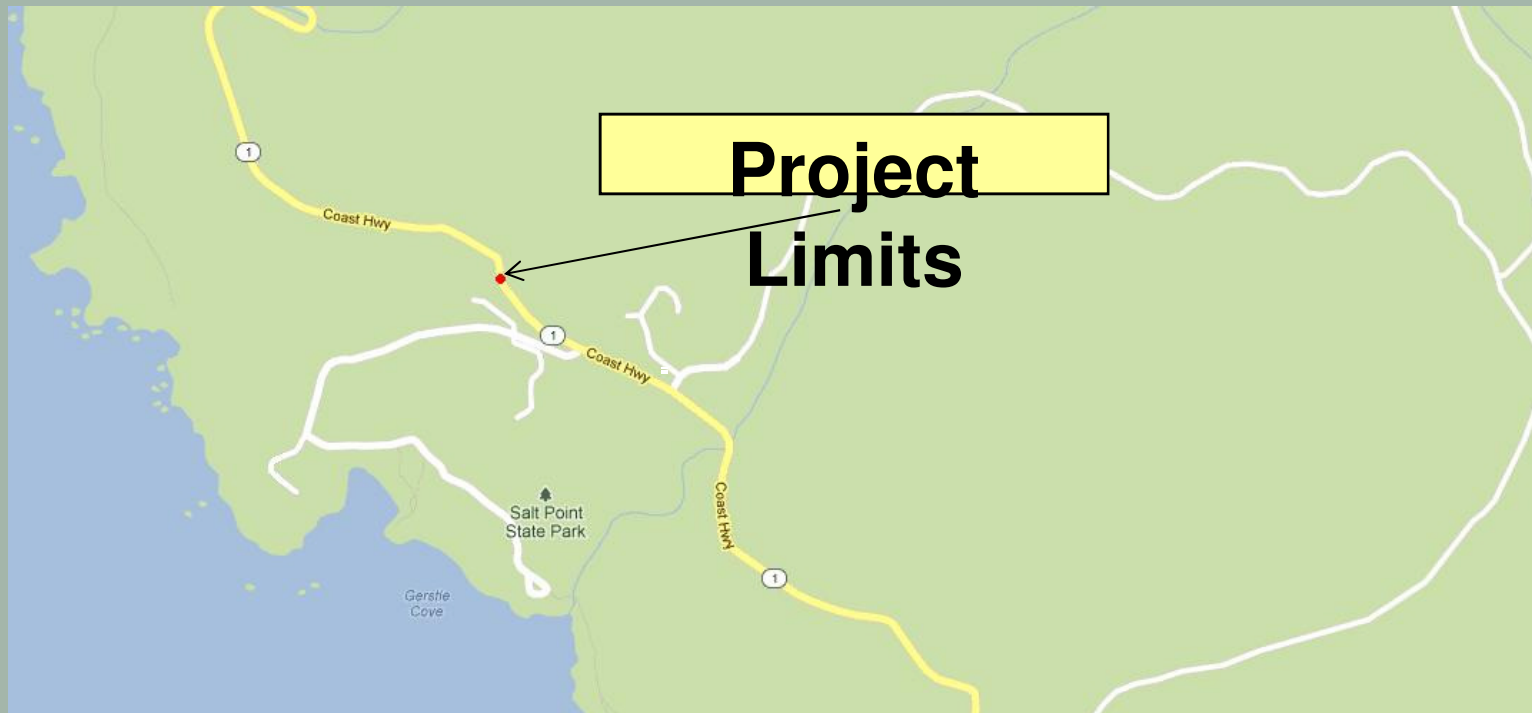 Project
Limits
1
Coast Hwy
1
Coast Hwy
Coast Hwy
Salt Point
State Park
1
Gerstle
Cove